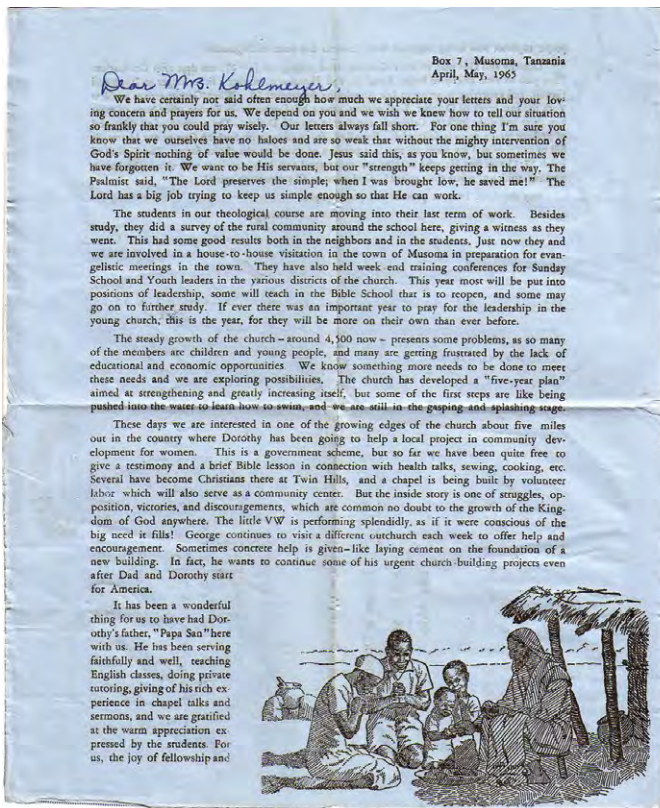 Box 7, Musoma, Tanzania
April, May, 1965
Dear Mrs. Kohlmeyer,
We have certainly not said often enough how much we appreciate your letters and your lov-
ing concern and prayers for us. We depend on you and we wish we knew how to tell our situation
so frankly that you could pray wisely. Our letters always fall short. For one thing I'm sure you
know that we ourselves have no haloes and are so weak that without the mighty intervention of
God's Spirit nothing of value would be done. Jesus said this, as you know, but sometimes we
have forgotten it. We want to be His servants, but our "strength" keeps getting in the way. The
Psalmist said, "The Lord preserves the simple; when I was brought low, he saved me!" The
Lord has a big job trying to keep us simple enough so that He can work.
The students in our theological course are moving into their last term of work. Besides
study, they did a survey of the rural community around the school here, giving a witness as they
went. This had some good results both in the neighbors and in the students. Just now they and
we are involved in a house-to-house visitation in the town of Musoma in preparation for evan-
gelistic meetings in the town. They have also held week end training conferences for Sunday
School and Youth leaders in the various districts of the church. This year most will be put into
positions of leadership, some will teach in the Bible School that is to reopen, and some may
go on to further study. If ever there was an important year to pray for the leadership in the
young church, this is the year, for they will be more on their own than ever before.
The steady growth of the church – around 4,500 now – presents some problems, as so many
of the members are children and young people, and many are getting frustrated by the lack of
educational and economic opportunities We know something more needs to be done to meet
these needs and we are exploring possibilities. The church has developed a "five-year plan"
aimed at strengthening and greatly increasing itself, but some of the first steps are like being
pushed into the water to learn how to swim, and we are still in the gasping and splashing stage.
These days we are interested in one of the growing edges of the church about five miles
out in the country where Dorothy has been going to help a local project in community dev-
elopment for women. This is a government scheme, but so far we have been quite free to
give a testimony and a brief Bible lesson in connection with health talks, sewing, cooking, etc.
Several have become Christians there at Twin Hills, and a chapel is being built by volunteer
labor which will also serve as a community center. But the inside story is one of struggles, op-
position, victories, and discouragements, which are common no doubt to the growth of the King-
dom of God anywhere. The little VW is performing splendidly, as if it were conscious of the
big need it fills! George continues to visit a different outchurch each week to offer help and
encouragement. Sometimes concrete help is given–like laying cement on the foundation of a
new building. In fact, he wants to continue some of his urgent church-building projects even
after Dad and Dorothy start
for America.
It has been a wonderful
thing for us to have had Dor-
othy's father, "Papa San" here
with us. He has been serving
faithfully and well, teaching
English classes, doing private
tutoring, giving of his rich ex-
perience in chapel talks and
sermons, and we are gratified
at the warm appreciation ex
pressed by the students. For
us, the joy of fellowship and